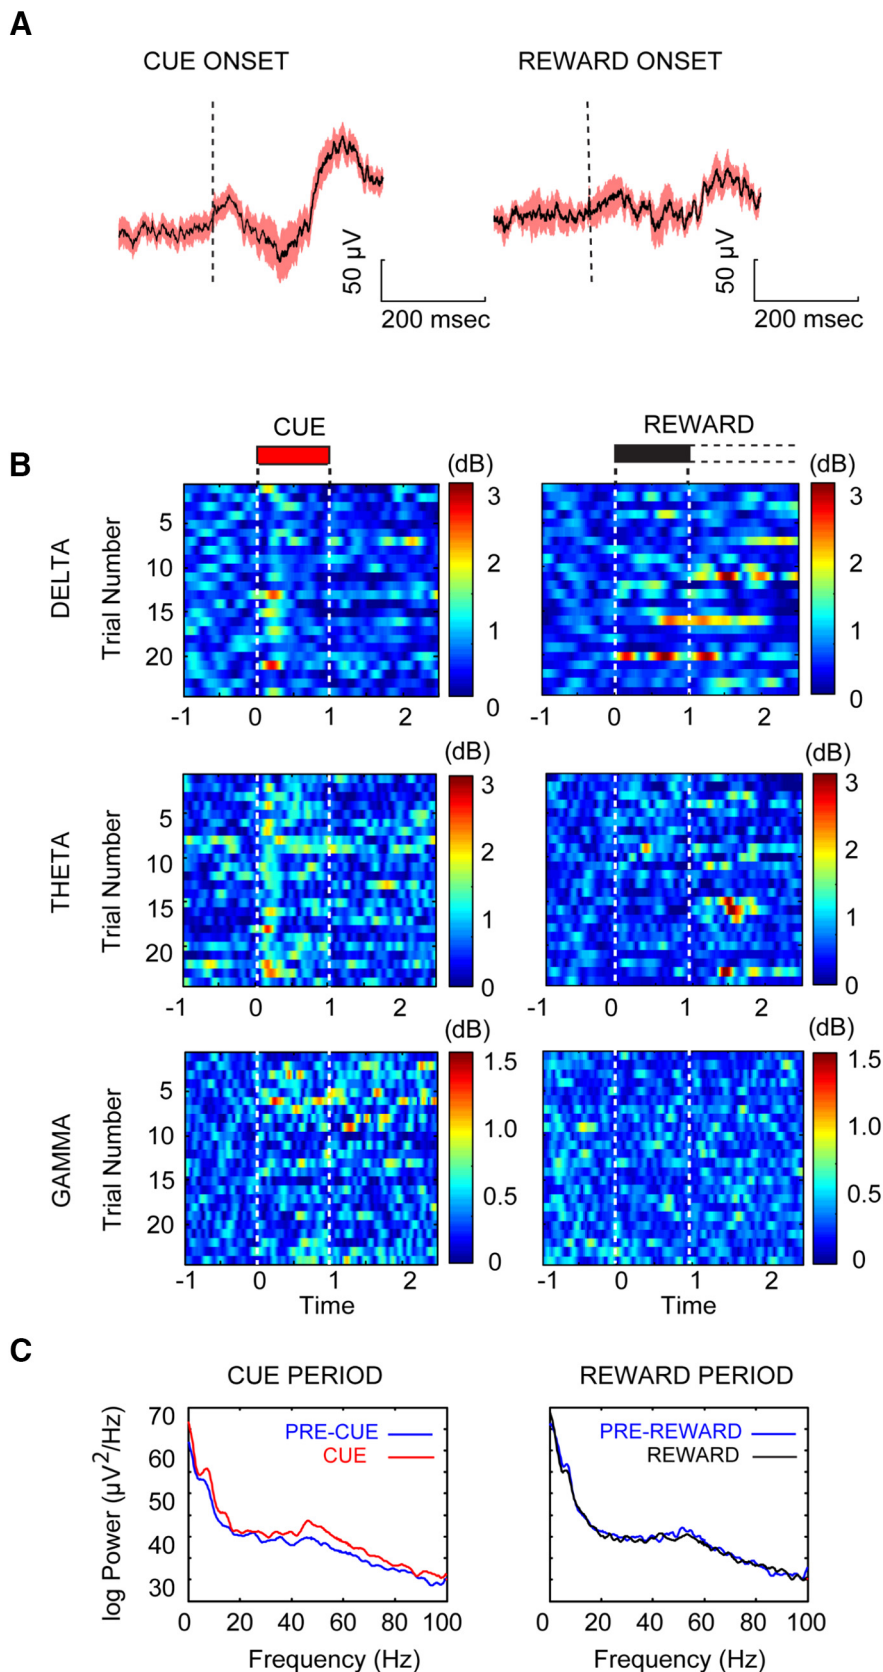 A
CUE ONSET
REWARD ONSET
50 µV
200 msec
50 µV
200 msec
B
CUE
REWARD
(dB)
(dB)
DELTA
Trial Number
5
10
15
20
3
2
1
0
3
2
1
0
-1 0 1 2
-1 0 1 2
(dB)
(dB)
THETA
Trial Number
5
10
15
20
3
2
1
0
3
2
1
0
-1 0 1 2
-1 0 1 2
(dB)
(dB)
GAMMA
Trial Number
5
10
15
20
1.5
1.0
0.5
0
1.5
1.0
0.5
0
-1 0 1 2
-1 0 1 2
Time
Time
C
CUE PERIOD
REWARD PERIOD
log Power (µV2/Hz)
70
60
50
40
30
PRE-CUE
CUE
PRE-REWARD
REWARD
0 20 40 60 80 100
0 20 40 60 80 100
Frequency (Hz)
Frequency (Hz)